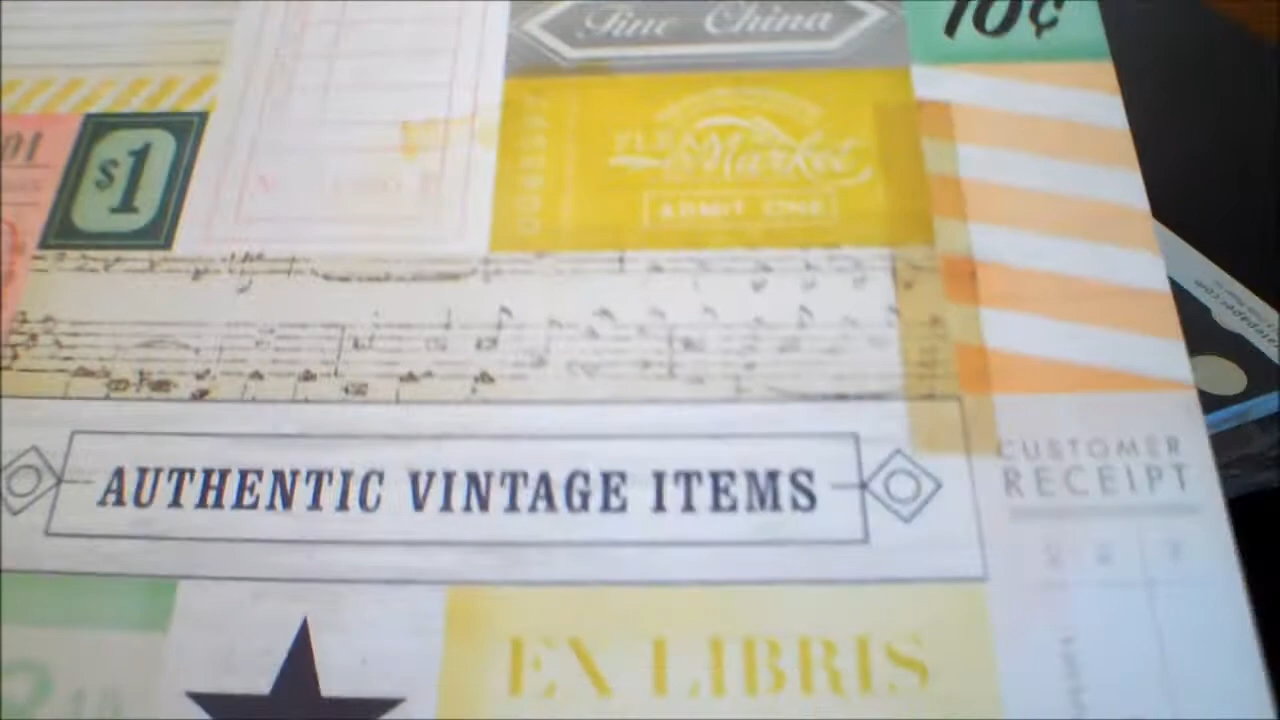 Fine China
10¢
$1
FLEA Market
ADMIT ONE
AUTHENTIC VINTAGE ITEMS
CUSTOMER
RECEIPT
EX LIBRIS